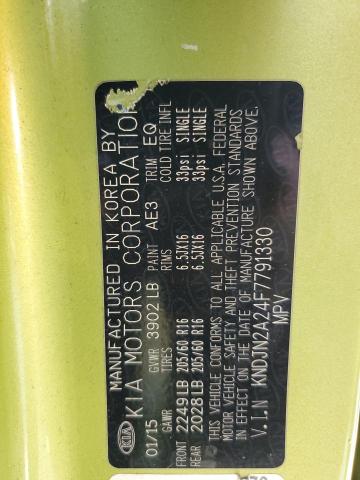 MANUFACTURED IN KOREA BY
KIA KIA MOTORS CORPORATION
01/15 GVWR 3902LB PAINT AE3 TRIM EQ
GAWR TIRES RIMS COLD TIRE INFL
2249LB 205/60 R16 6.5JX16 33psi SINGLE
2028LB 205/60 R16 6.5JX16 33psi SINGLE
THIS VEHICLE CONFORMS TO ALL APPLICABLE U.S.A. FEDERAL
MOTOR VEHICLE SAFETY AND THEFT PREVENTION STANDARDS
IN EFFECT ON THE DATE OF MANUFACTURE SHOWN ABOVE.
V.I.N KNDJN2A24F7791330
MPV